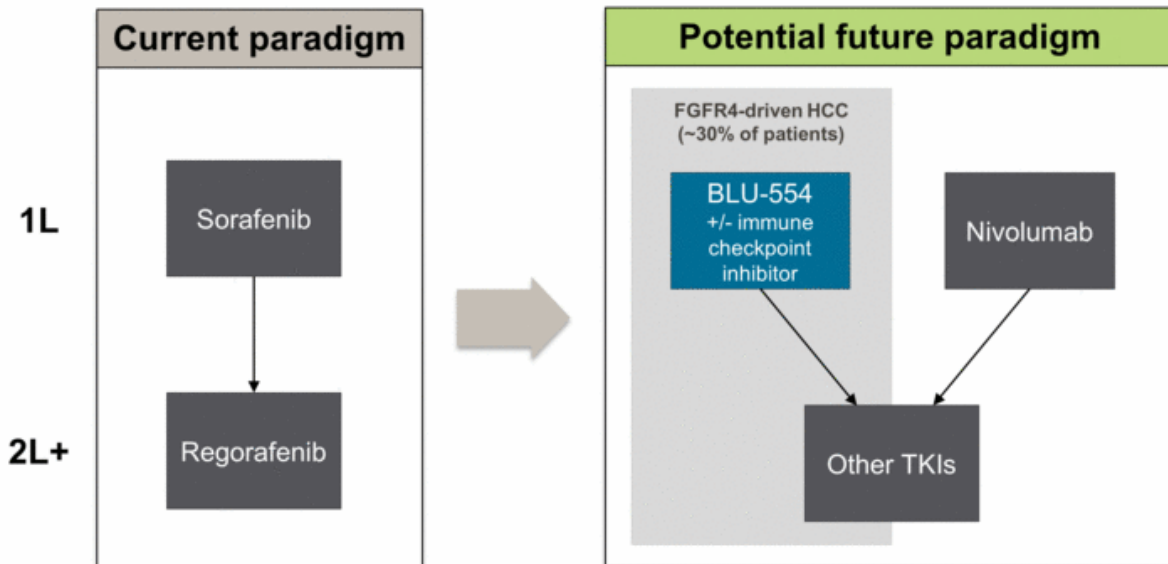 Current paradigm
Potential future paradigm
FGFR4-driven HCC
(~30% of patients)
1L
Sorafenib
BLU-554
+/- immune
checkpoint
inhibitor
Nivolumab
2L+
Regorafenib
Other TKIs